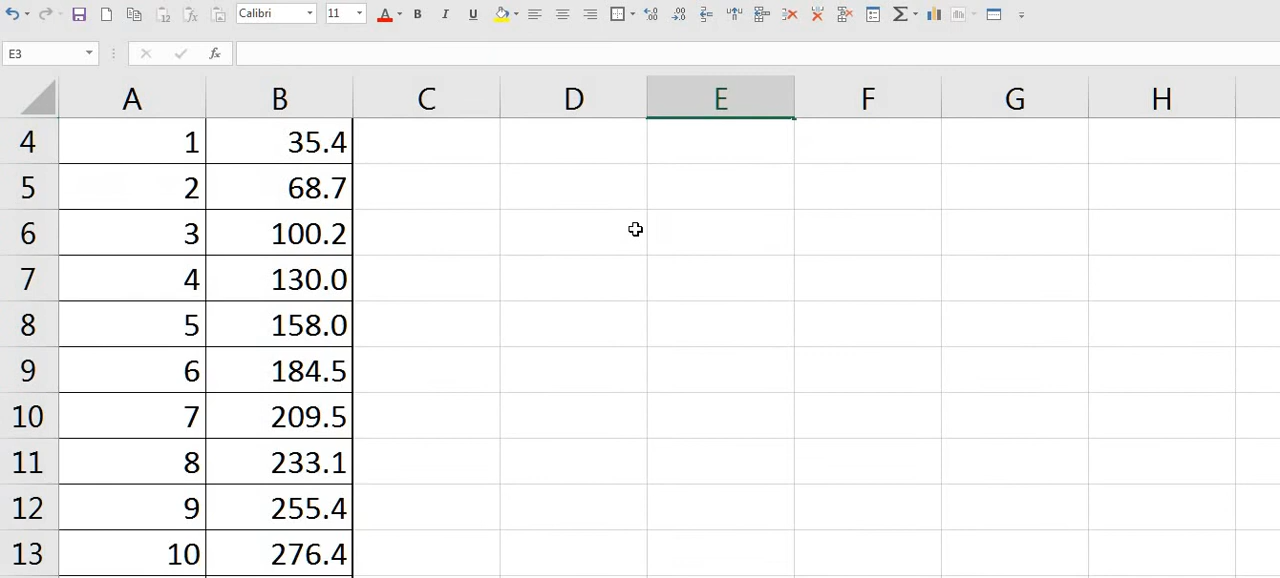 Calibri 11 A B I U
E3 fx
A B C D E F G H
4 1 35.4
5 2 68.7
6 3 100.2
7 4 130.0
8 5 158.0
9 6 184.5
10 7 209.5
11 8 233.1
12 9 255.4
13 10 276.4